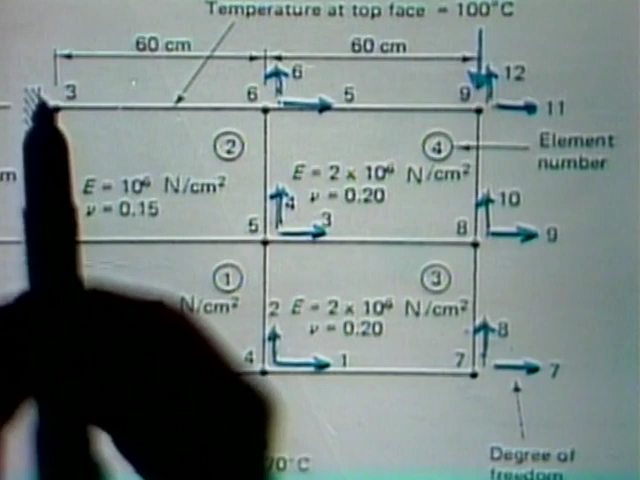 Temperature at top face = 100°C
60 cm
60 cm
3
6
6
5
9
12
11
2
4
Element
number
E = 10⁶ N/cm²
ν = 0.15
E = 2 × 10⁶ N/cm²
ν = 0.20
m
5
4
3
8
10
9
1
3
N/cm²
2
E = 2 × 10⁶ N/cm²
ν = 0.20
4
1
7
8
7
Degree of
freedom
70°C